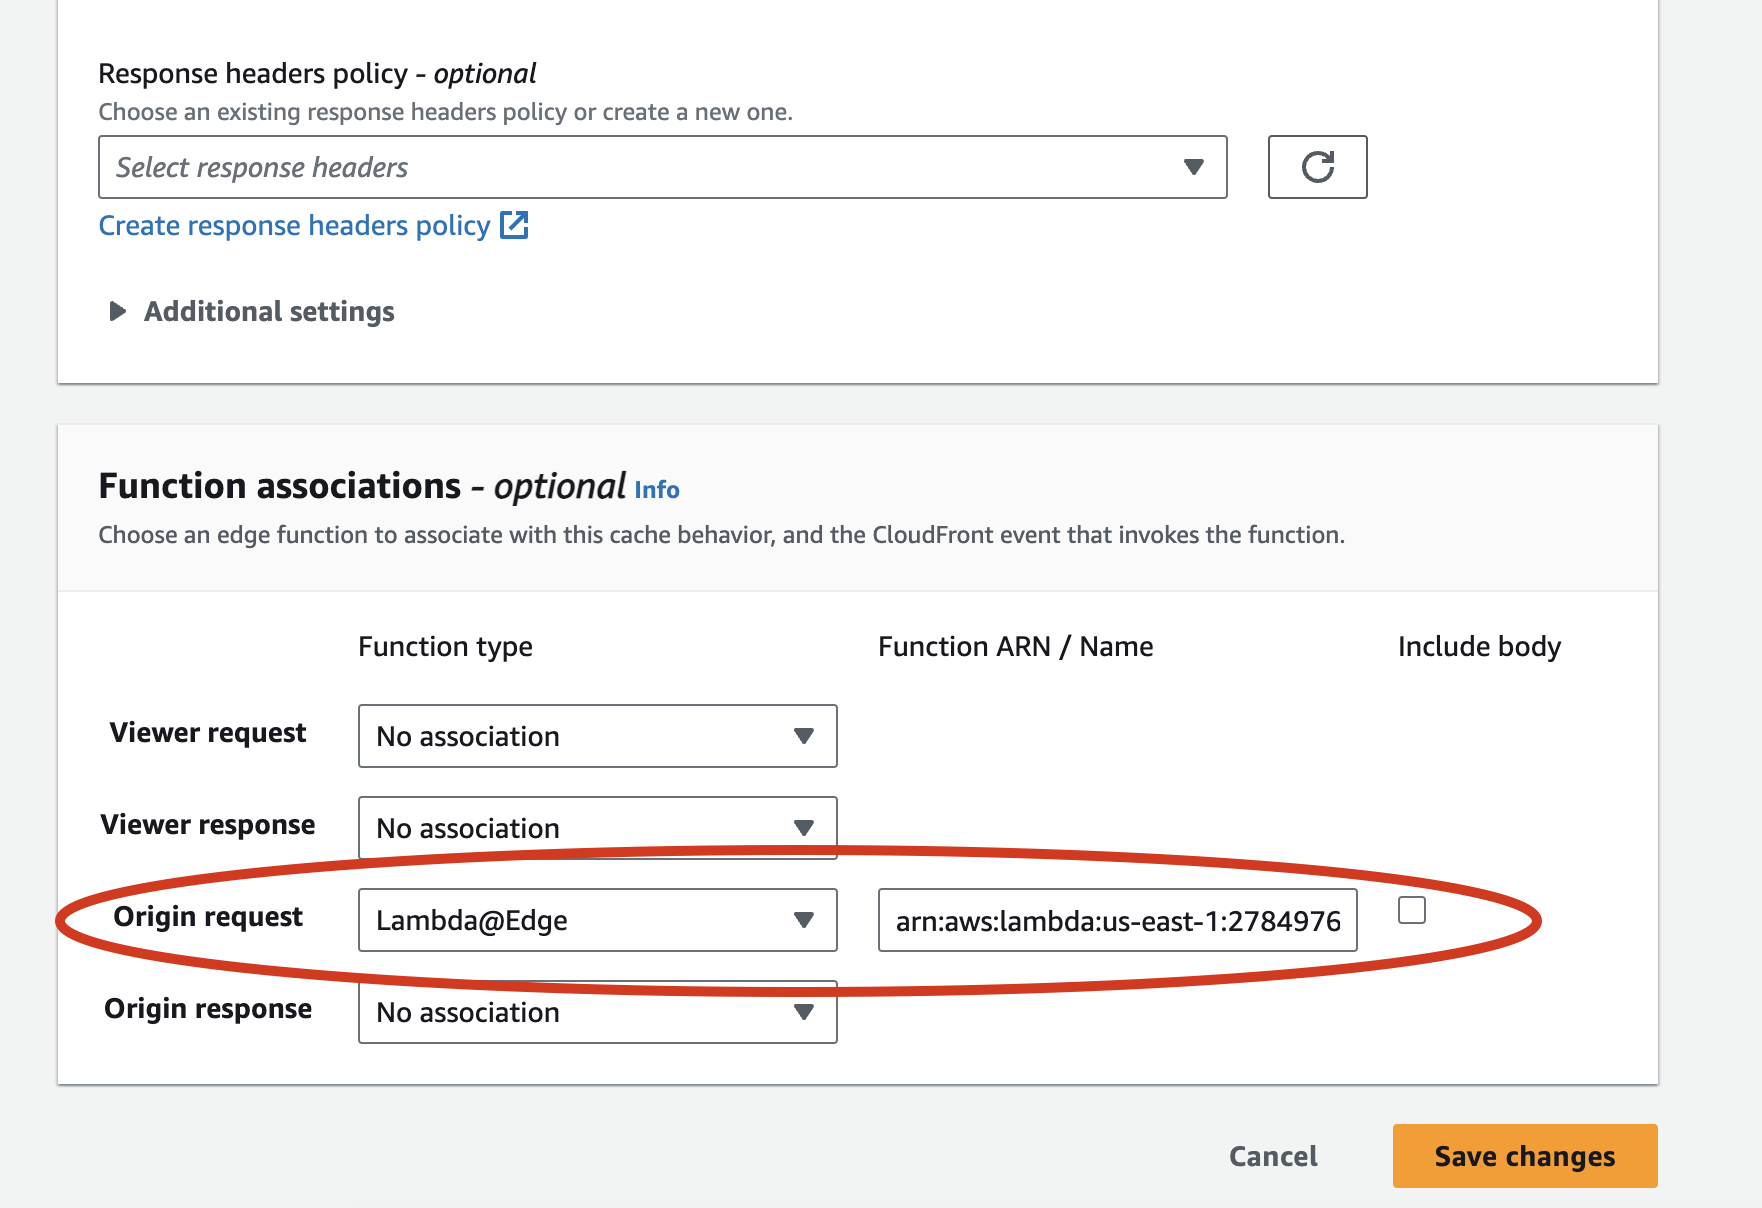 Response headers policy - optional
Choose an existing response headers policy or create a new one.
Select response headers
Create response headers policy
Additional settings
Function associations - optional Info
Choose an edge function to associate with this cache behavior, and the CloudFront event that invokes the function.
Function type Function ARN / Name Include body
Viewer request No association
Viewer response No association
Origin request Lambda@Edge arn:aws:lambda:us-east-1:2784976
Origin response No association
Cancel Save changes